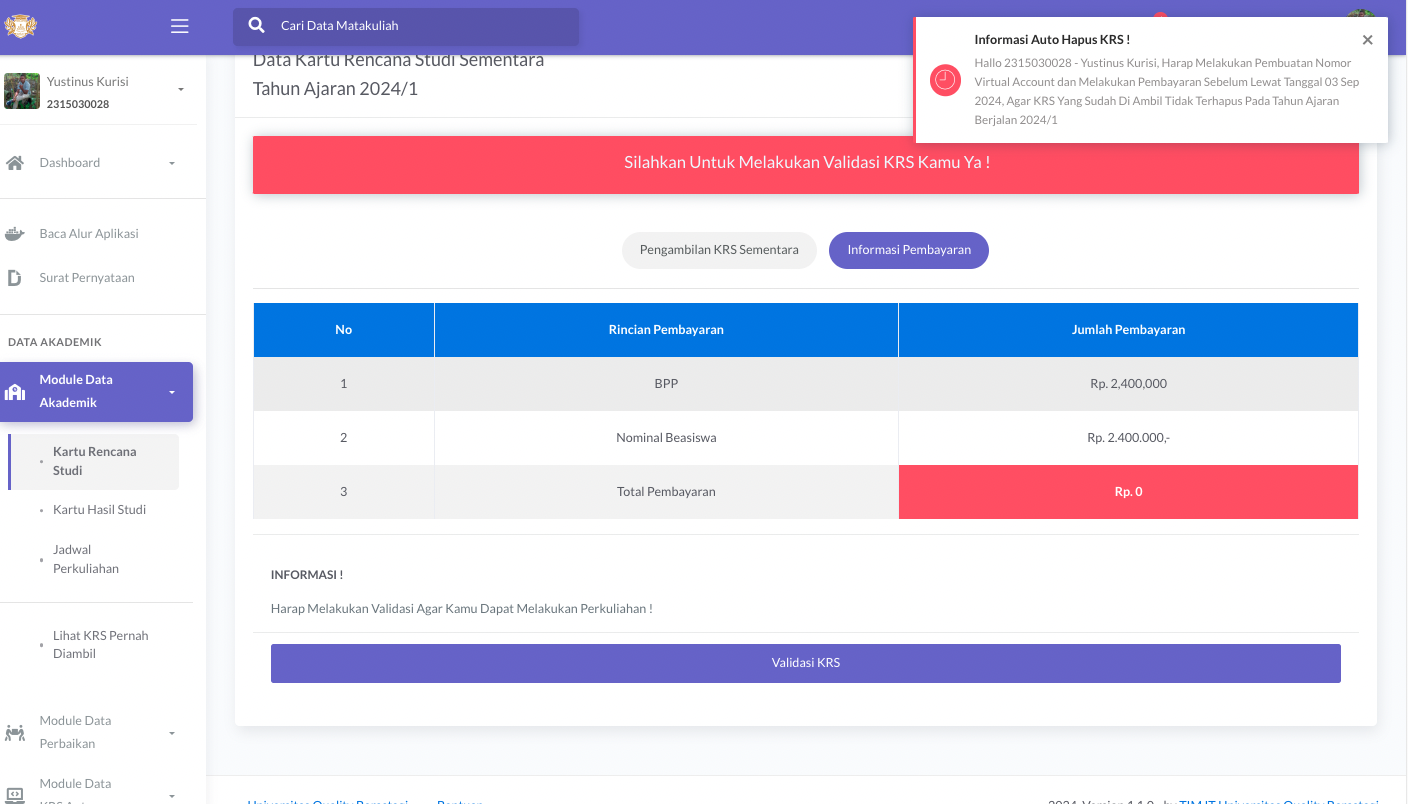 Cari Data Matakuliah
Informasi Auto Hapus KRS !
Hallo 2315030028 - Yustinus Kurisi, Harap Melakukan Pembuatan Nomor
Virtual Account dan Melakukan Pembayaran Sebelum Lewat Tanggal 03 Sep
2024, Agar KRS Yang Sudah Di Ambil Tidak Terhapus Pada Tahun Ajaran
Berjalan 2024/1
Yustinus Kurisi
2315030028
Dashboard
Baca Alur Aplikasi
Surat Pernyataan
DATA AKADEMIK
Module Data
Akademik
Kartu Rencana
Studi
Kartu Hasil Studi
Jadwal
Perkuliahan
Lihat KRS Pernah
Diambil
Module Data
Perbaikan
Module Data
Data Kartu Rencana Studi Sementara
Tahun Ajaran 2024/1
Silahkan Untuk Melakukan Validasi KRS Kamu Ya !
Pengambilan KRS Sementara Informasi Pembayaran
No Rincian Pembayaran Jumlah Pembayaran
1 BPP Rp. 2,400,000
2 Nominal Beasiswa Rp. 2.400.000,-
3 Total Pembayaran Rp. 0
INFORMASI !
Harap Melakukan Validasi Agar Kamu Dapat Melakukan Perkuliahan !
Validasi KRS